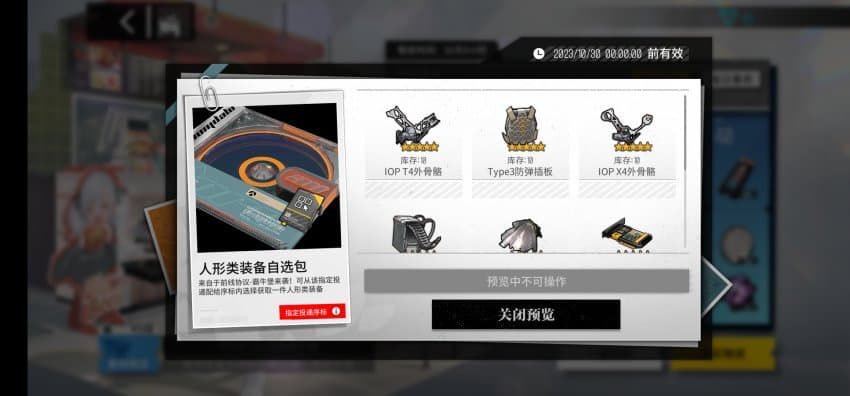 2023/10/30 00:00:00 前有效
库存:10
IOP T4外骨骼
库存:10
Type3防弹插板
库存:10
IOP X4外骨骼
人形类装备自选包
来自于前线协议-霸牛堡来袭！可从该指定投
递配给序标内选择获取一件人形类装备
指定投递序标
预览中不可操作
关闭预览